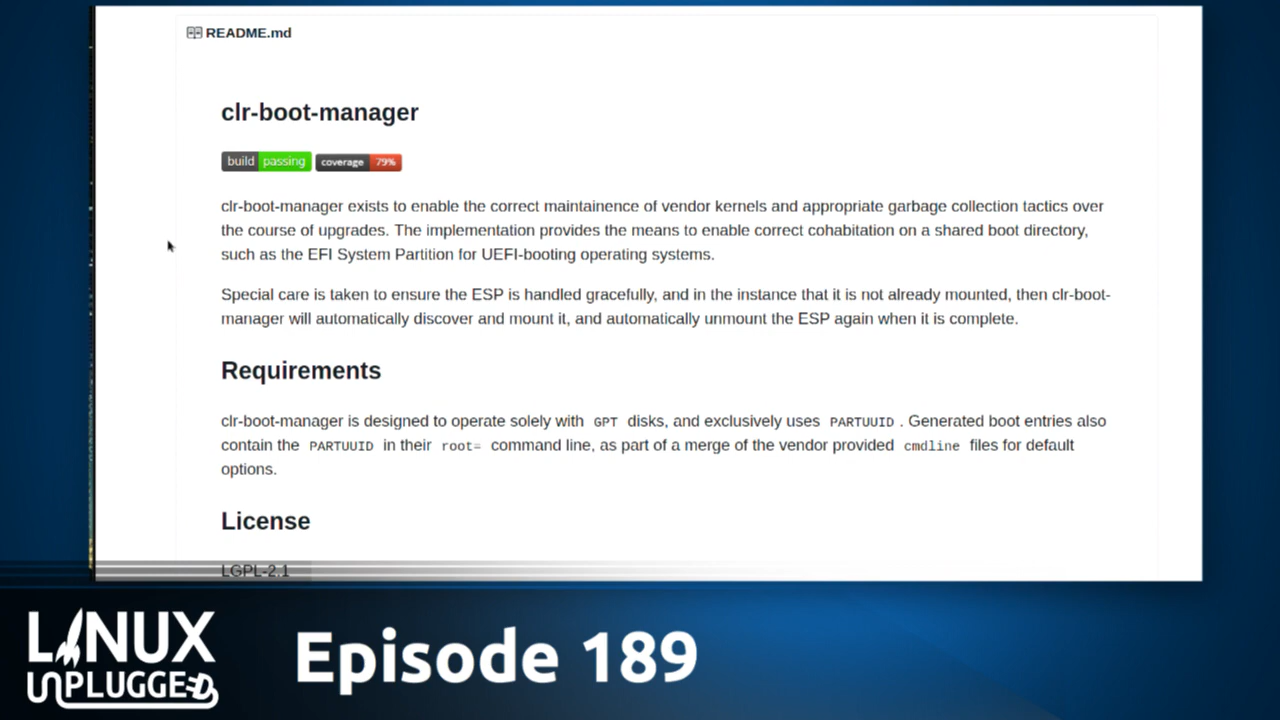 README.md
clr-boot-manager
build passing coverage 79%
clr-boot-manager exists to enable the correct maintainence of vendor kernels and appropriate garbage collection tactics over
the course of upgrades. The implementation provides the means to enable correct cohabitation on a shared boot directory,
such as the EFI System Partition for UEFI-booting operating systems.
Special care is taken to ensure the ESP is handled gracefully, and in the instance that it is not already mounted, then clr-boot-
manager will automatically discover and mount it, and automatically unmount the ESP again when it is complete.
Requirements
clr-boot-manager is designed to operate solely with GPT disks, and exclusively uses PARTUUID . Generated boot entries also
contain the PARTUUID in their root= command line, as part of a merge of the vendor provided cmdline files for default
options.
License
LGPL-2.1
LINUX
UNPLUGGED
Episode 189